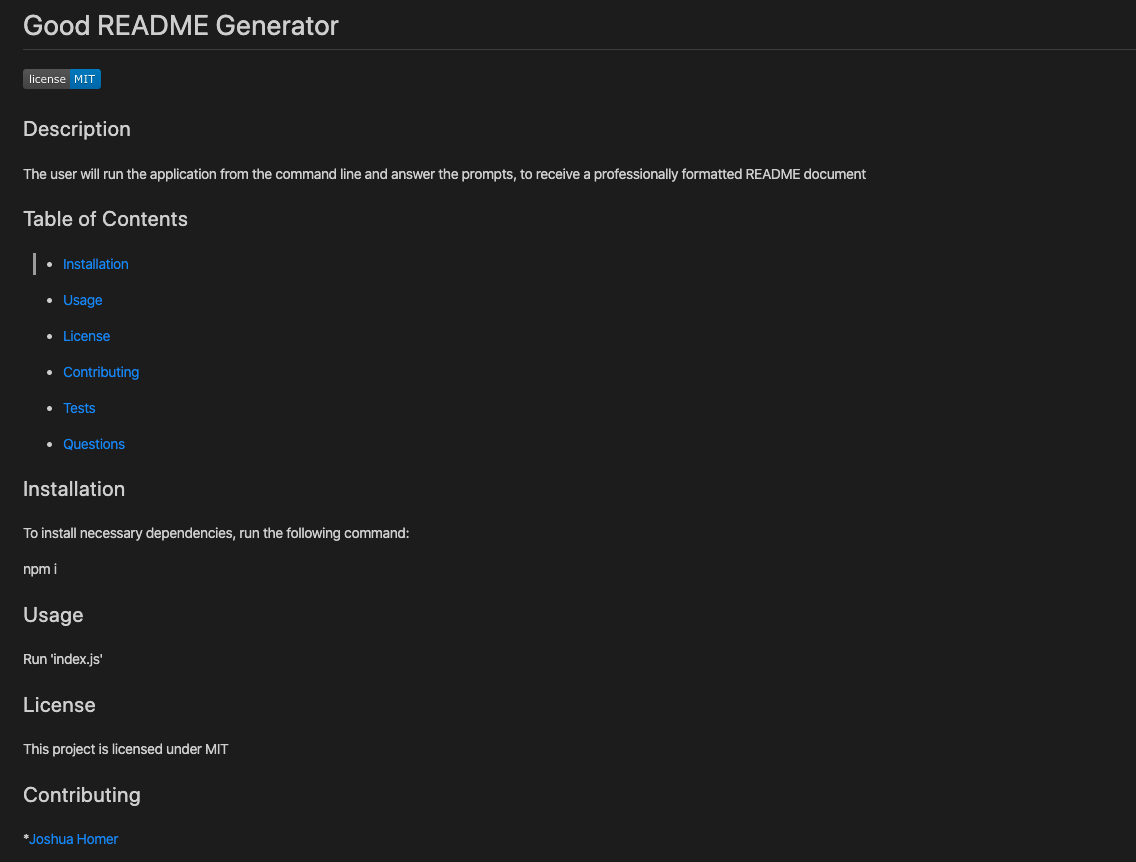 Good README Generator
license MIT
Description
The user will run the application from the command line and answer the prompts, to receive a professionally formatted README document
Table of Contents
• Installation
• Usage
• License
• Contributing
• Tests
• Questions
Installation
To install necessary dependencies, run the following command:
npm i
Usage
Run 'index.js'
License
This project is licensed under MIT
Contributing
*Joshua Homer